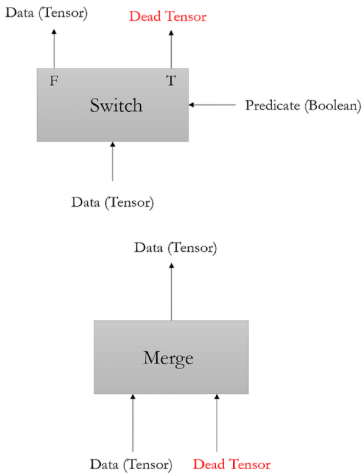 Data (Tensor) Dead Tensor
F T
Switch
Predicate (Boolean)
Data (Tensor)
Data (Tensor)
Merge
Data (Tensor) Dead Tensor